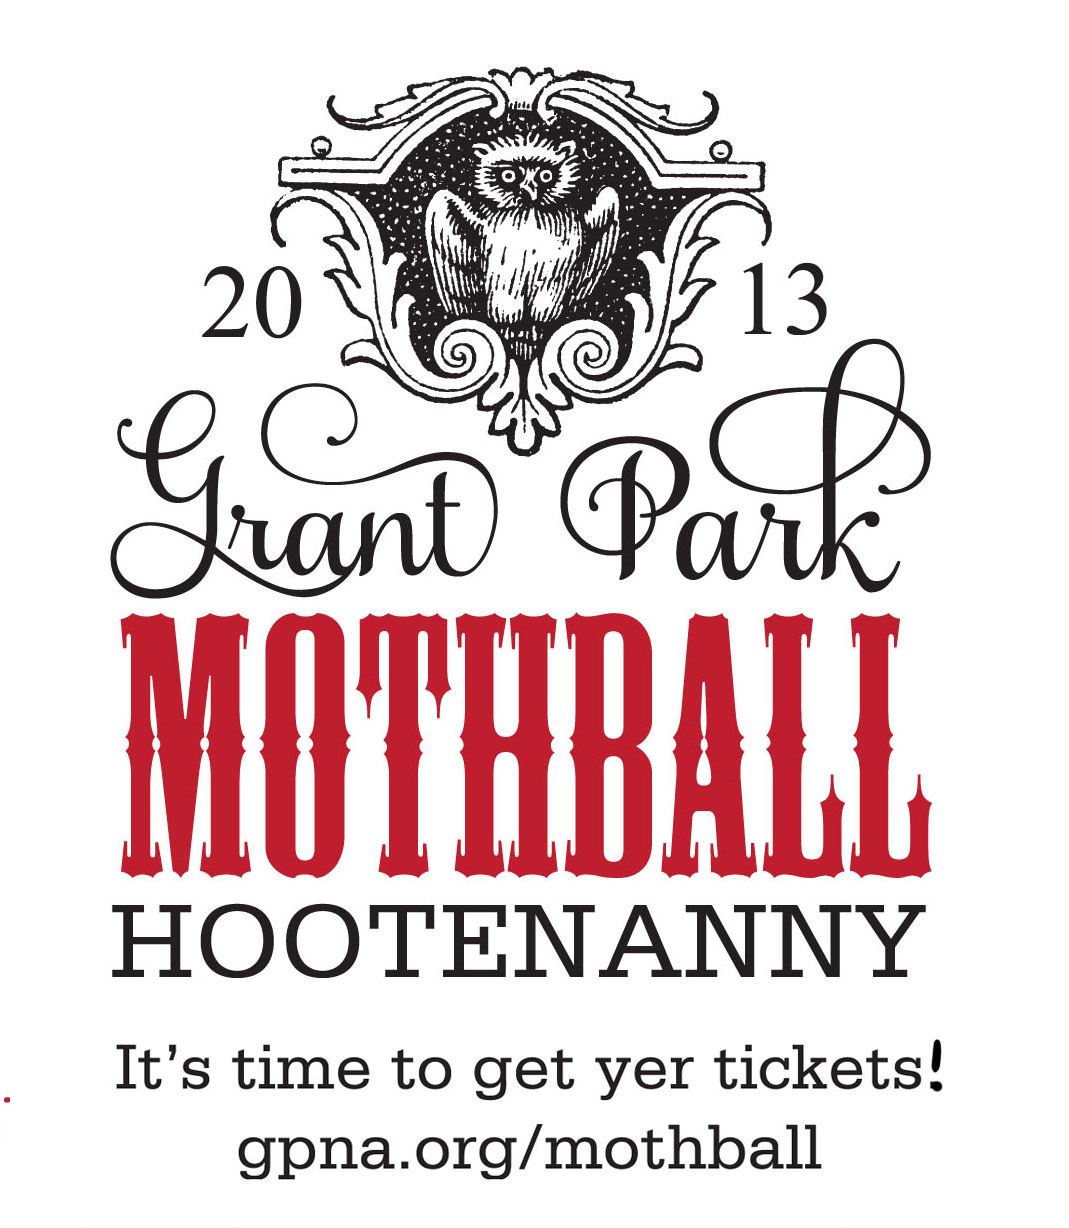 20 13
Grant Park
MOTHBALL
HOOTENANNY
It's time to get yer tickets!
gpna.org/mothball